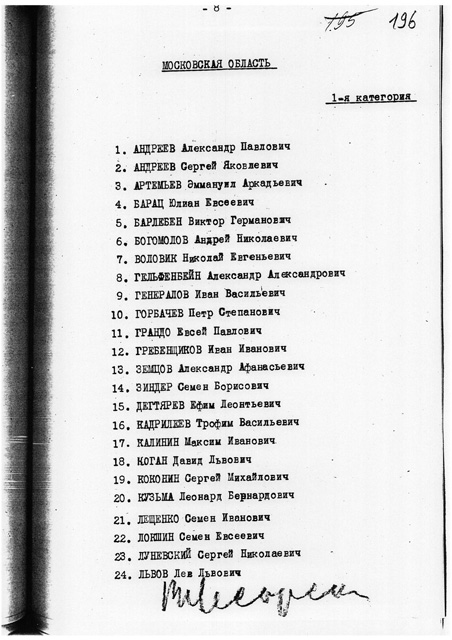 - 8 -
195 196
МОСКОВСКАЯ ОБЛАСТЬ
1-я категория
1. АНДРЕЕВ Александр Павлович
2. АНДРЕЕВ Сергей Яковлевич
3. АРТЕМЬЕВ Эммануил Аркадьевич
4. БАРАЦ Юлиан Евсеевич
5. БАРЛЕБЕН Виктор Германович
6. БОГОМОЛОВ Андрей Николаевич
7. ВОЛОВИК Николай Евгеньевич
8. ГЕЛЬФЕНБЕЙН Александр Александрович
9. ГЕНЕРАЛОВ Иван Васильевич
10. ГОРБАЧЕВ Петр Степанович
11. ГРАНДО Евсей Павлович
12. ГРЕБЕНЩИКОВ Иван Иванович
13. ЗЕМЦОВ Александр Афанасьевич
14. ЗИНДЕР Семен Борисович
15. ДЕГТЯРЕВ Ефим Леонтьевич
16. КАДРИЛЕЕВ Трофим Васильевич
17. КАЛИНИН Максим Иванович
18. КОГАН Давид Львович
19. КОКОНИН Сергей Михайлович
20. КУЗЬМА Леонард Бернардович
21. ЛЕЩЕНКО Семен Иванович
22. ЛОКШИН Семен Евсеевич
23. ЛУНЕВСКИЙ Сергей Николаевич
24. ЛЬВОВ Лев Львович